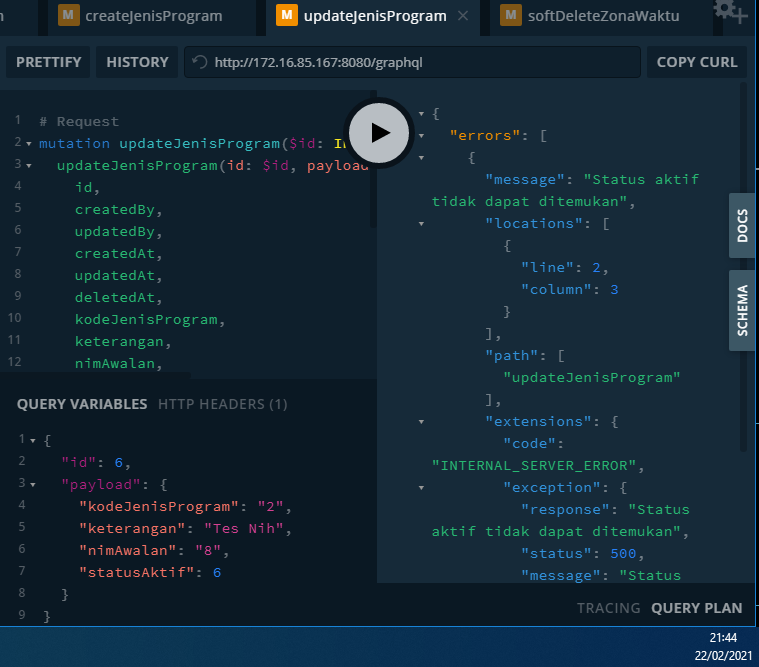 n
M createJenisProgram
M updateJenisProgram
M softDeleteZonaWaktu
PRETTIFY
HISTORY
http://172.16.85.167:8080/graphql
COPY CURL
1 # Request
2 mutation updateJenisProgram($id: I
3 updateJenisProgram(id: $id, payload
4 id,
5 createdBy,
6 updatedBy,
7 createdAt,
8 updatedAt,
9 deletedAt,
10 kodeJenisProgram,
11 keterangan,
12 nimAwalan,
QUERY VARIABLES HTTP HEADERS (1)
1 {
2 "id": 6,
3 "payload": {
4 "kodeJenisProgram": "2",
5 "keterangan": "Tes Nih",
6 "nimAwalan": "8",
7 "statusAktif": 6
8 }
9 }
{
"errors": [
{
"message": "Status aktif
tidak dapat ditemukan",
"locations": [
{
"line": 2,
"column": 3
}
],
"path": [
"updateJenisProgram"
],
"extensions": {
"code":
"INTERNAL_SERVER_ERROR",
"exception": {
"response": "Status
aktif tidak dapat ditemukan",
"status": 500,
"message": "Status
DOCS
SCHEMA
TRACING QUERY PLAN
21:44
22/02/2021